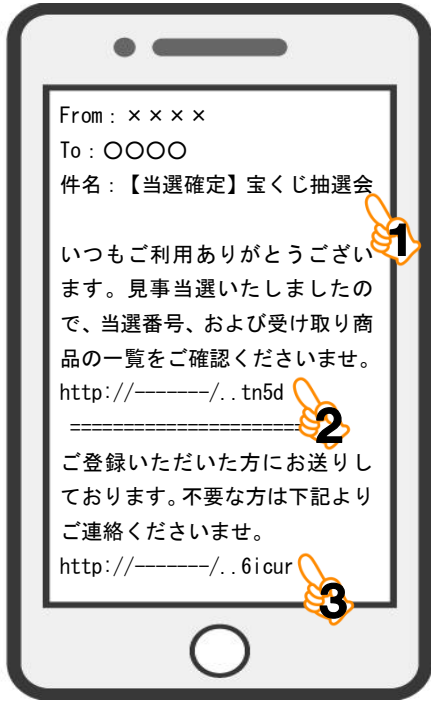 From：××××
To：〇〇〇〇
件名：【当選確定】宝くじ抽選会
1
いつもご利用ありがとうござい
ます。見事当選いたしましたの
で、当選番号、および受け取り商
品の一覧をご確認くださいませ。
http://-------/..tn5d
2
=======================
ご登録いただいた方にお送りし
ております。不要な方は下記より
ご連絡くださいませ。
http://-------/..6icur
3